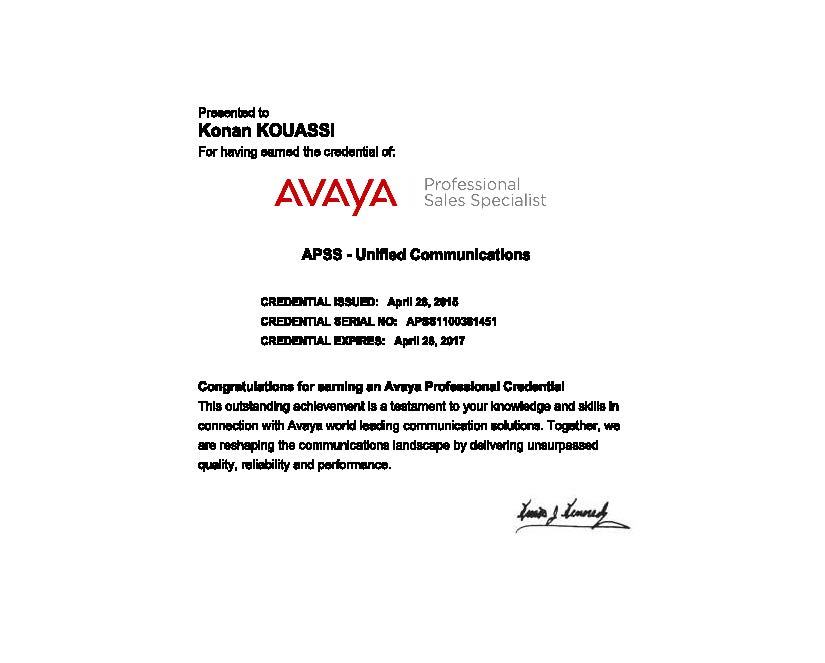 Presented to
Konan KOUASSI
For having earned the credential of:
AVAYA
Professional
Sales Specialist
APSS - Unified Communications
CREDENTIAL ISSUED: April 28, 2015
CREDENTIAL SERIAL NO: APSS1100381451
CREDENTIAL EXPIRES: April 28, 2017
Congratulations for earning an Avaya Professional Credential
This outstanding achievement is a testament to your knowledge and skills in
connection with Avaya world leading communication solutions. Together, we
are reshaping the communications landscape by delivering unsurpassed
quality, reliability and performance.
J Kennedy